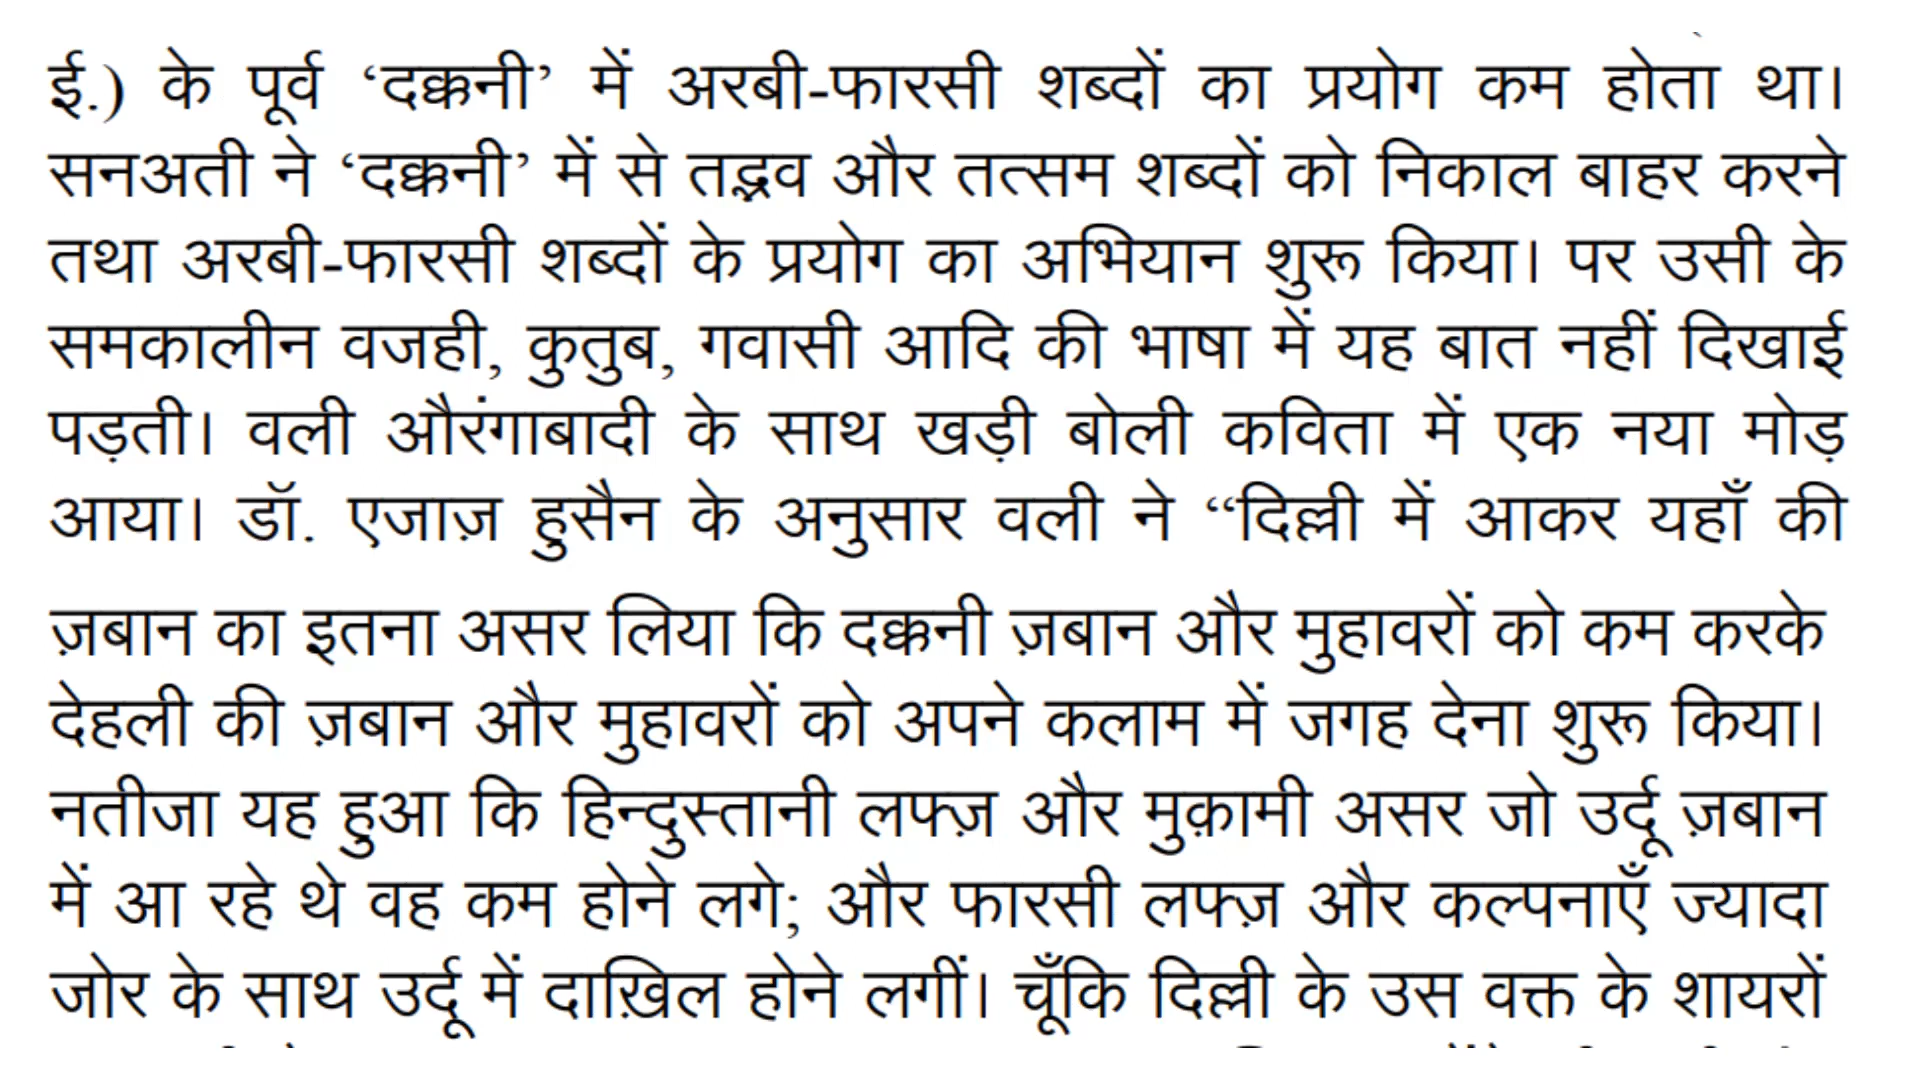 ई.) के पूर्व ‘दक्कनी’ में अरबी-फारसी शब्दों का प्रयोग कम होता था।
सनअती ने ‘दक्कनी’ में से तद्भव और तत्सम शब्दों को निकाल बाहर करने
तथा अरबी-फारसी शब्दों के प्रयोग का अभियान शुरू किया। पर उसी के
समकालीन वजही, कुतुब, गवासी आदि की भाषा में यह बात नहीं दिखाई
पड़ती। वली औरंगाबादी के साथ खड़ी बोली कविता में एक नया मोड़
आया। डॉ. एजाज़ हुसैन के अनुसार वली ने “दिल्ली में आकर यहाँ की
ज़बान का इतना असर लिया कि दक्कनी ज़बान और मुहावरों को कम करके
देहली की ज़बान और मुहावरों को अपने कलाम में जगह देना शुरू किया।
नतीजा यह हुआ कि हिन्दुस्तानी लफ्ज़ और मुक़ामी असर जो उर्दू ज़बान
में आ रहे थे वह कम होने लगे; और फारसी लफ्ज़ और कल्पनाएँ ज्यादा
जोर के साथ उर्दू में दाख़िल होने लगीं। चूँकि दिल्ली के उस वक्त के शायरों